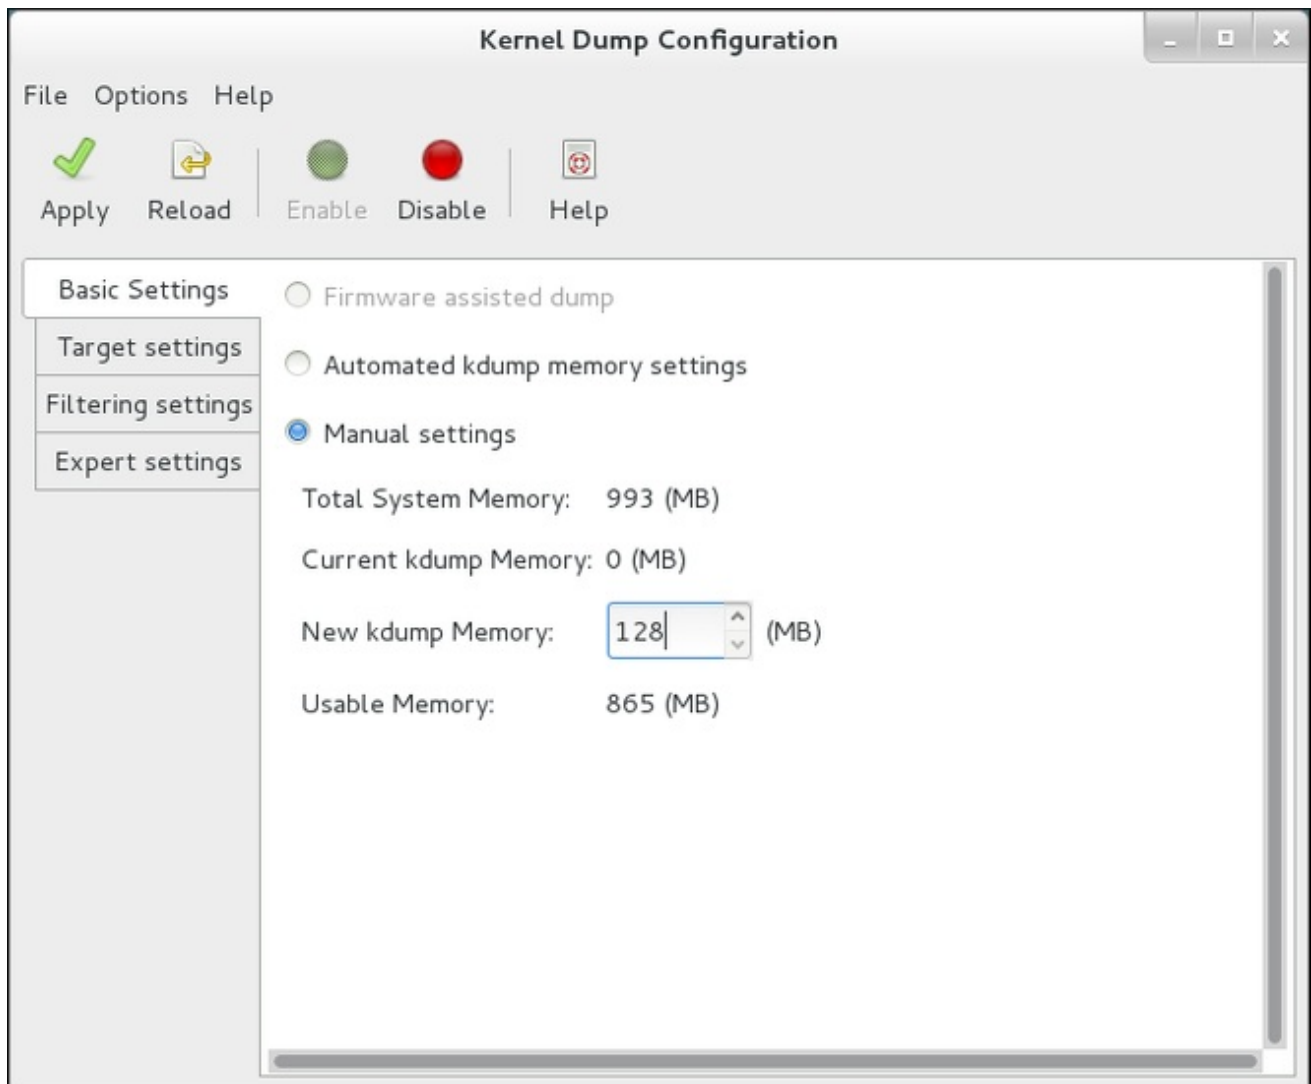 Kernel Dump Configuration
File Options Help
Apply Reload Enable Disable Help
Basic Settings
Target settings
Filtering settings
Expert settings
Firmware assisted dump
Automated kdump memory settings
Manual settings
Total System Memory: 993 (MB)
Current kdump Memory: 0 (MB)
New kdump Memory: 128 (MB)
Usable Memory: 865 (MB)